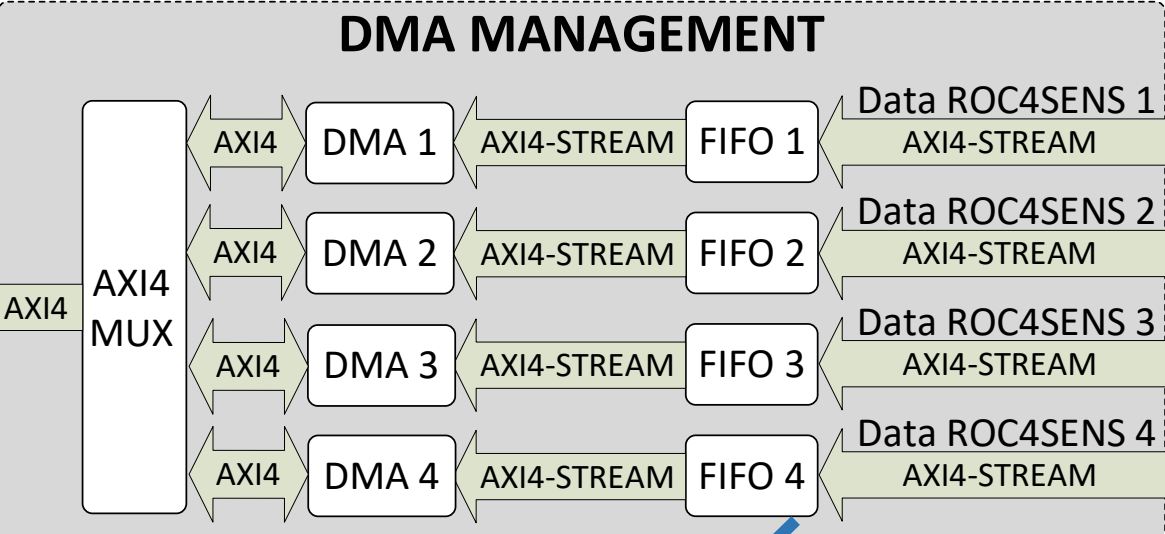 DMA MANAGEMENT
Data ROC4SENS 1
AXI4 DMA 1 AXI4-STREAM FIFO 1 AXI4-STREAM
Data ROC4SENS 2
AXI4 DMA 2 AXI4-STREAM FIFO 2 AXI4-STREAM
AXI4
AXI4
MUX
Data ROC4SENS 3
AXI4 DMA 3 AXI4-STREAM FIFO 3 AXI4-STREAM
Data ROC4SENS 4
AXI4 DMA 4 AXI4-STREAM FIFO 4 AXI4-STREAM